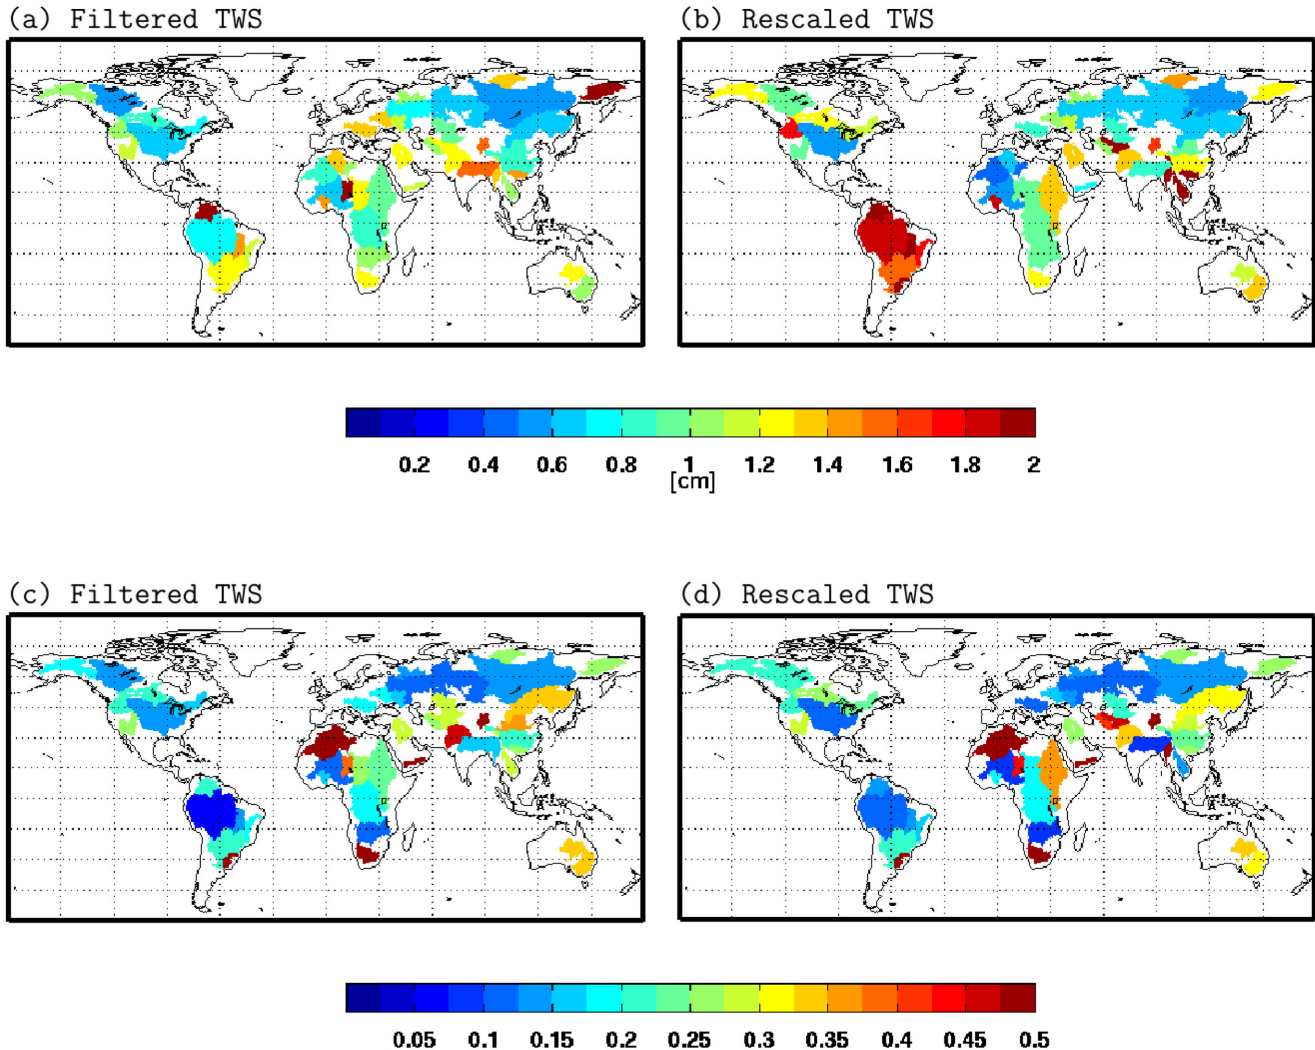 (a) Filtered TWS
(b) Rescaled TWS
0.2 0.4 0.6 0.8 1 1.2 1.4 1.6 1.8 2
[cm]
(c) Filtered TWS
(d) Rescaled TWS
0.05 0.1 0.15 0.2 0.25 0.3 0.35 0.4 0.45 0.5